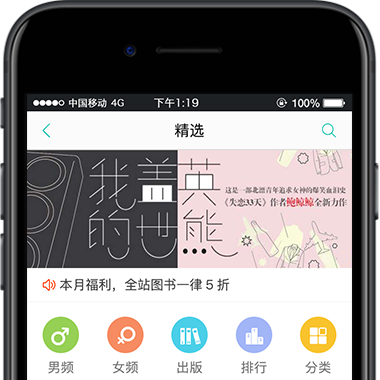 中国移动 4G 下午1:19 100%
精选
我盖英
的世能
这是一部北漂青年追求女神的爆笑血泪史
《失恋33天》作者鲍鲸鲸全新力作
本月福利，全站图书一律 5 折
男频 女频 出版 排行 分类